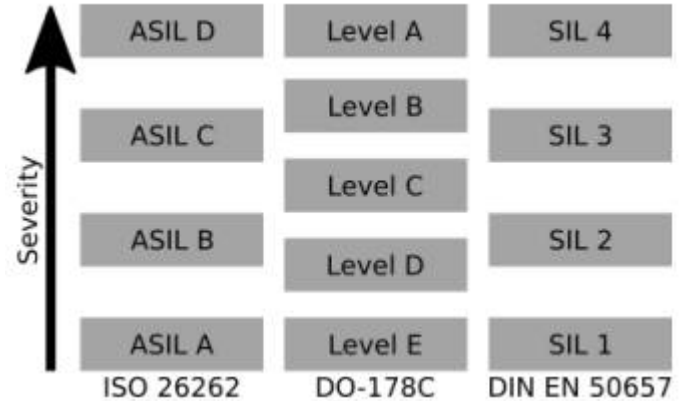 Severity
ASIL D
Level A
SIL 4
Level B
ASIL C
SIL 3
Level C
ASIL B
SIL 2
Level D
ASIL A
Level E
SIL 1
ISO 26262
DO-178C
DIN EN 50657